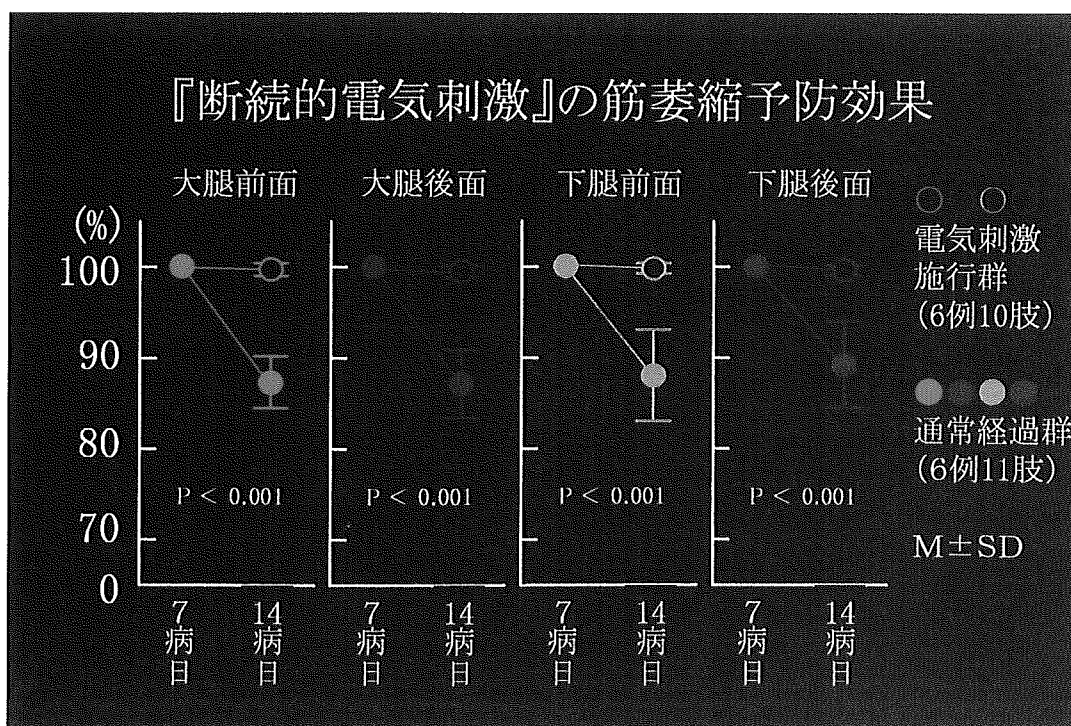 『断続的電気刺激』の筋萎縮予防効果
大腿前面
大腿後面
下腿前面
下腿後面
(%)
100
90
80
70
0
P < 0.001
P < 0.001
P < 0.001
P < 0.001
7
病
日
14
病
日
7
病
日
14
病
日
7
病
日
14
病
日
7
病
日
14
病
日
電気刺激
施行群
(6例10肢)
通常経過群
(6例11肢)
M±SD